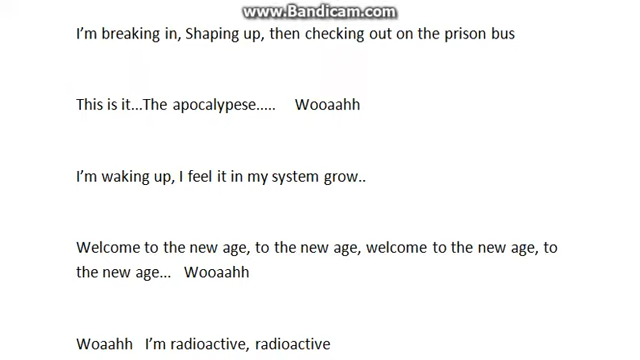 www.Bandicam.com
I'm breaking in, Shaping up, then checking out on the prison bus
This is it...The apocalypese..... Wooaahh
I'm waking up, I feel it in my system grow..
Welcome to the new age, to the new age, welcome to the new age, to
the new age... Wooaahh
Woaahh I'm radioactive, radioactive